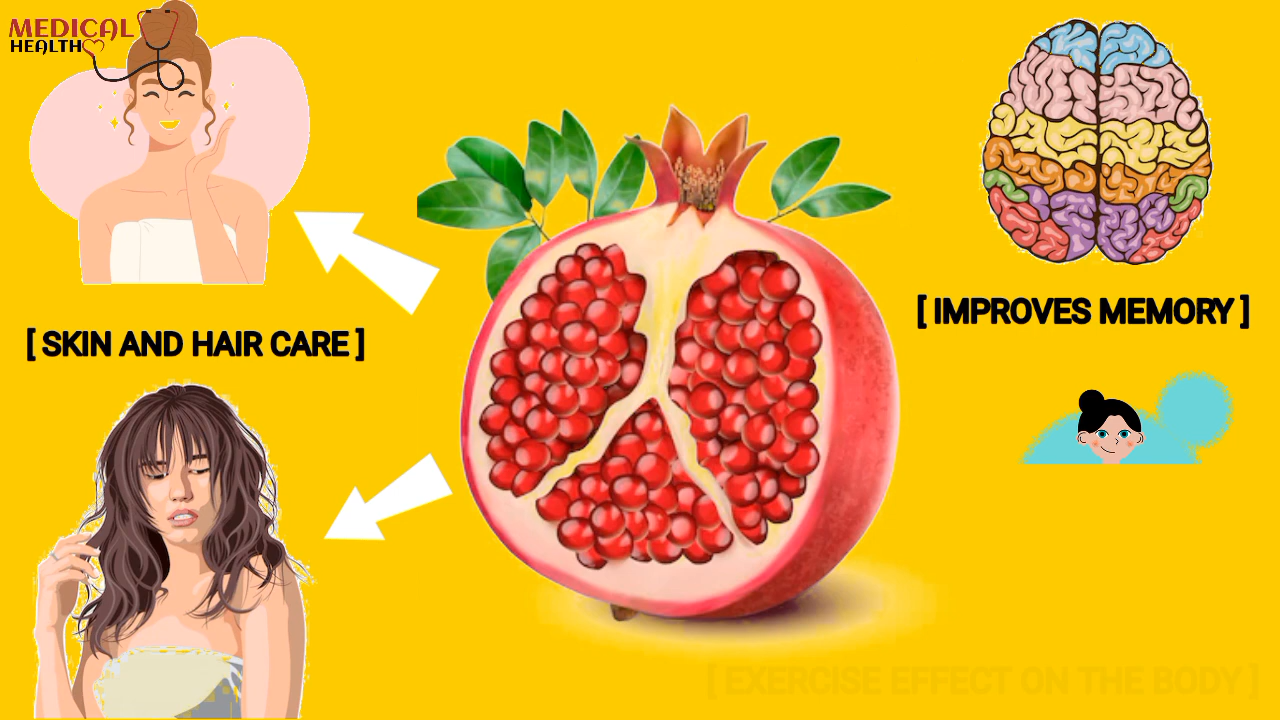 MEDICAL
HEALTH
[ IMPROVES MEMORY ]
[ SKIN AND HAIR CARE ]
[ EXERCISE EFFECT ON THE BODY ]